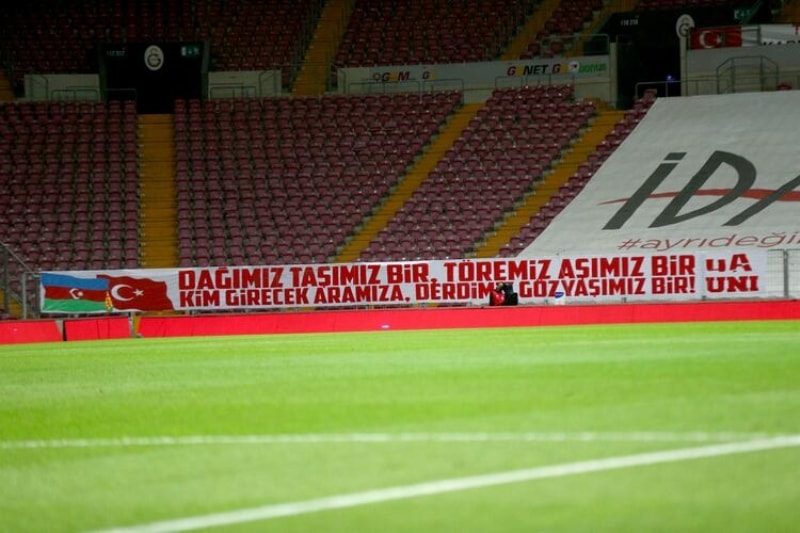 DAĞIMIZ TAŞIMIZ BİR, TÖREMİZ AŞIMIZ BİR UA
KİM GİRECEK ARAMIZA, DERDİMİZ GÖZYAŞIMIZ BİR! UNI
GNET.G
bonus
İDA
#ayrıdeğil